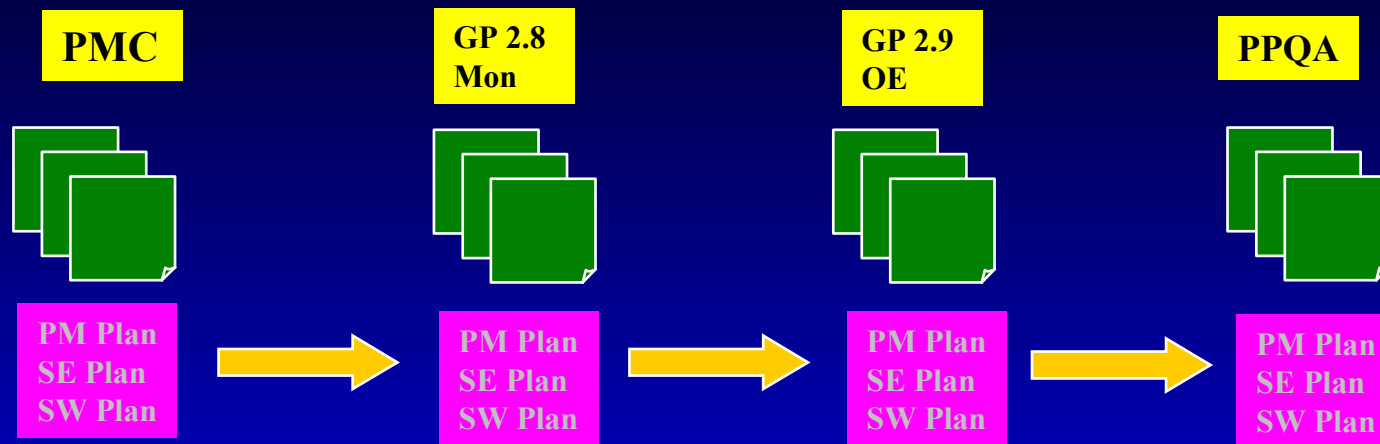 PMC
GP 2.8
Mon
GP 2.9
OE
PPQA
PM Plan
SE Plan
SW Plan
PM Plan
SE Plan
SW Plan
PM Plan
SE Plan
SW Plan
PM Plan
SE Plan
SW Plan